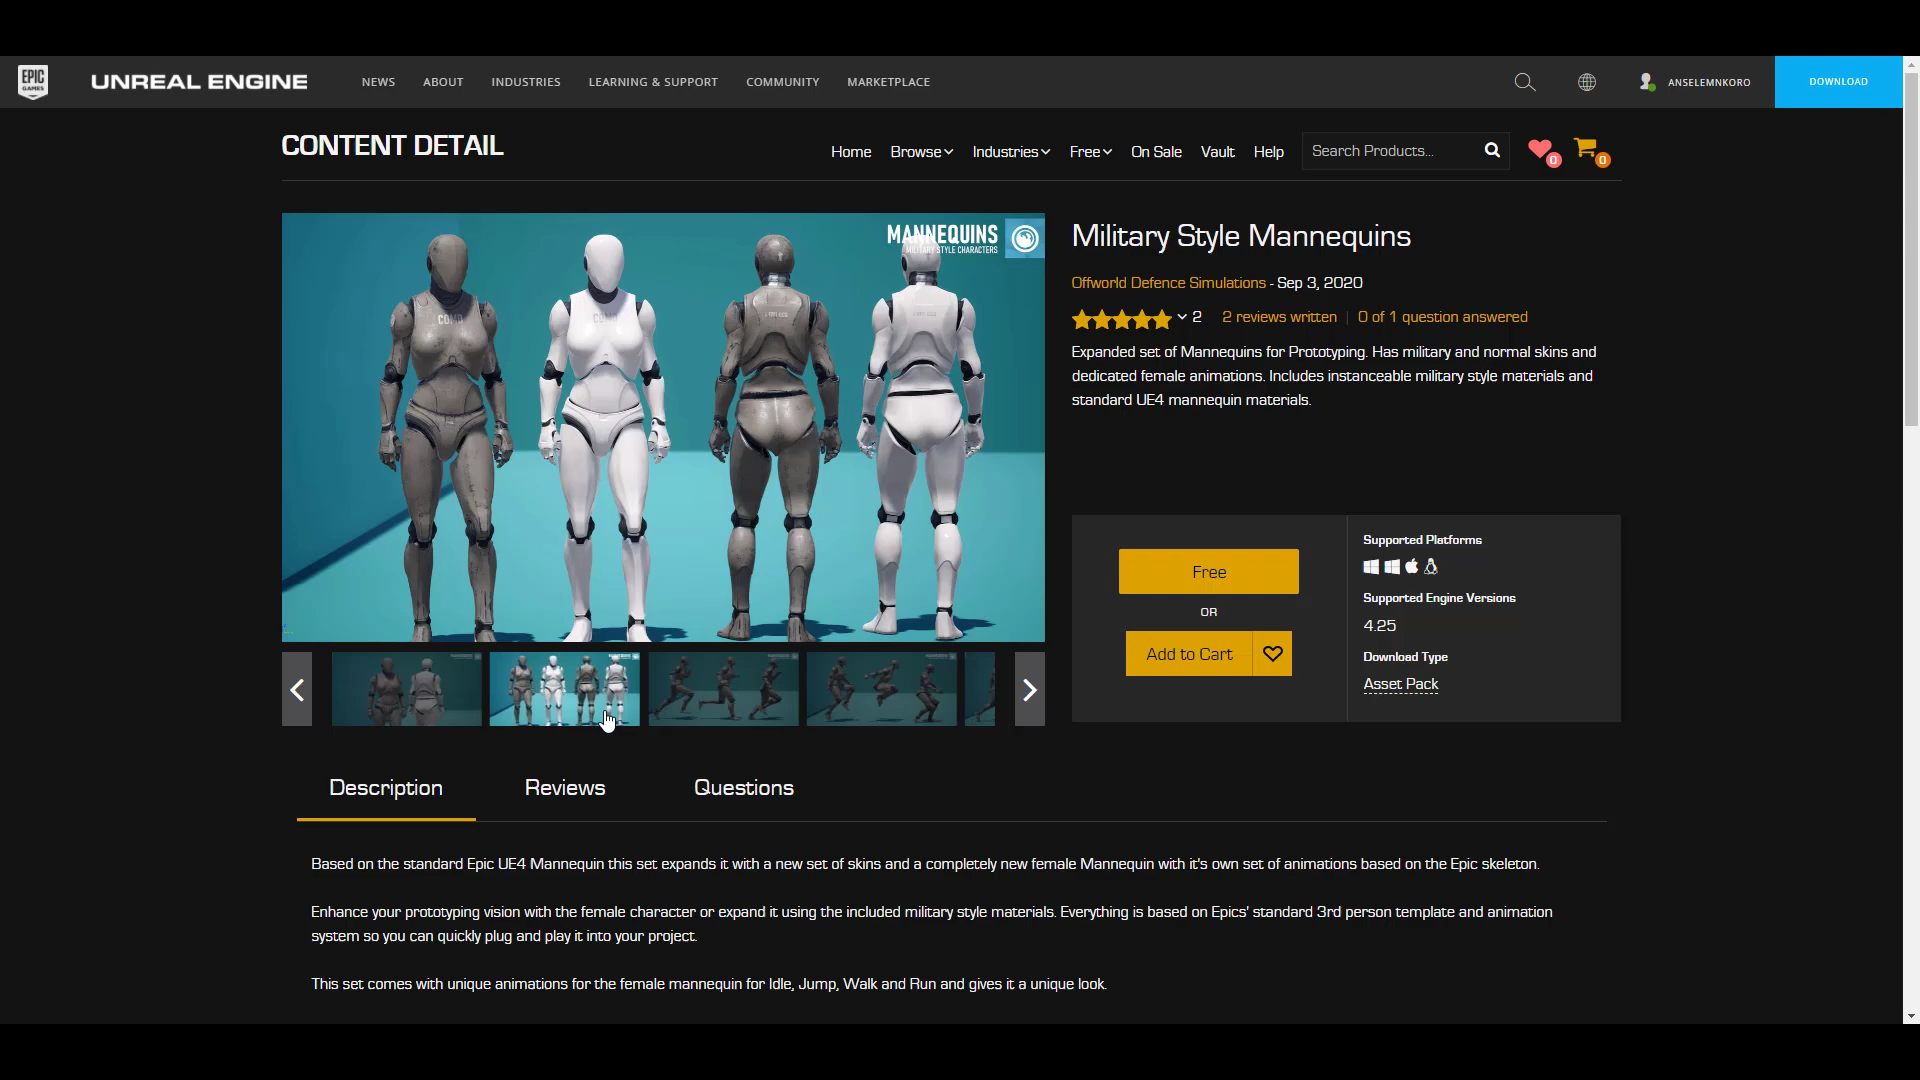 EPIC GAMES
UNREAL ENGINE
NEWS ABOUT INDUSTRIES LEARNING & SUPPORT COMMUNITY MARKETPLACE
ANSELEMNKORO
DOWNLOAD
CONTENT DETAIL
Home Browse Industries Free On Sale Vault Help
Search Products...
0
0
MANNEQUINS
MILITARY STYLE CHARACTERS
Military Style Mannequins
Offworld Defence Simulations - Sep 3, 2020
2 2 reviews written | 0 of 1 question answered
Expanded set of Mannequins for Prototyping. Has military and normal skins and
dedicated female animations. Includes instanceable military style materials and
standard UE4 mannequin materials.
Free
OR
Add to Cart
Supported Platforms
Supported Engine Versions
4.25
Download Type
Asset Pack
Description Reviews Questions
Based on the standard Epic UE4 Mannequin this set expands it with a new set of skins and a completely new female Mannequin with it's own set of animations based on the Epic skeleton.
Enhance your prototyping vision with the female character or expand it using the included military style materials. Everything is based on Epics' standard 3rd person template and animation
system so you can quickly plug and play it into your project.
This set comes with unique animations for the female mannequin for Idle, Jump, Walk and Run and gives it a unique look.